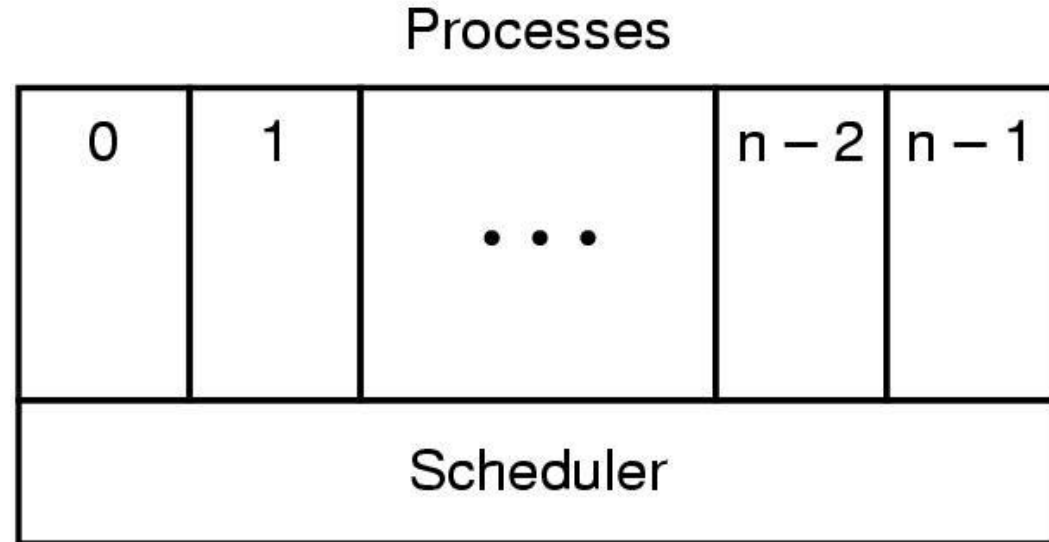 Processes
0 1 • • • n – 2 n – 1
Scheduler